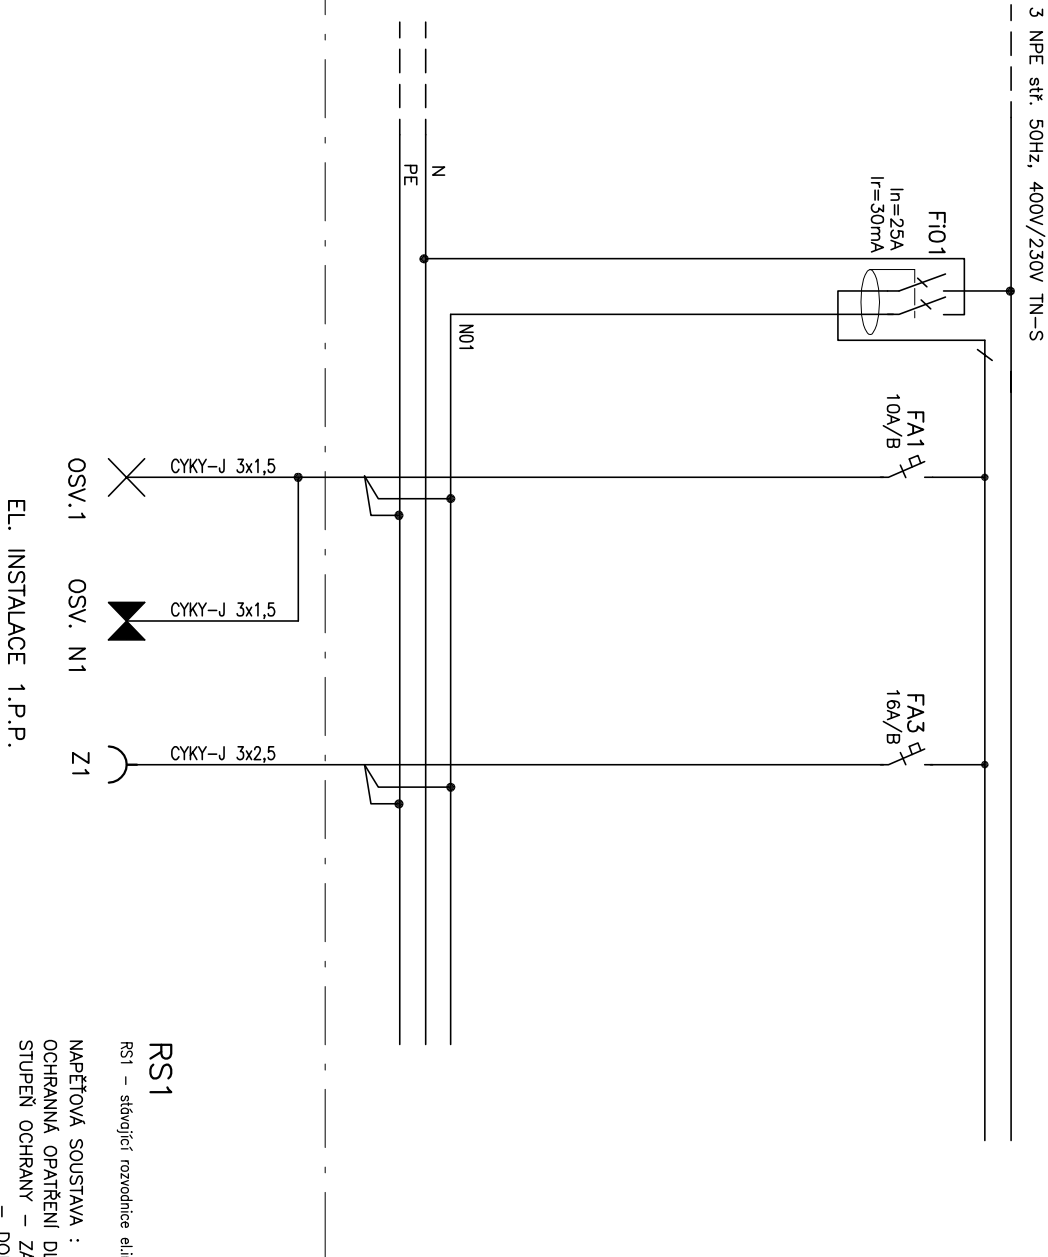 3 NPE stř. 50Hz, 400V/230V TN-S
Fi01
In=25A
Ir=30mA
FA1
10A/B
FA3
16A/B
N
PE
N01
CYKY-J 3x1,5
CYKY-J 3x1,5
CYKY-J 3x2,5
OSV.1
OSV. N1
Z1
EL. INSTALACE 1.P.P.
RS1
RS1 - stávající rozvodnice
NAPĚŤOVÁ SOUSTAVA :
OCHRANNÁ OPATŘENÍ
STUPEŇ OCHRANY -
-